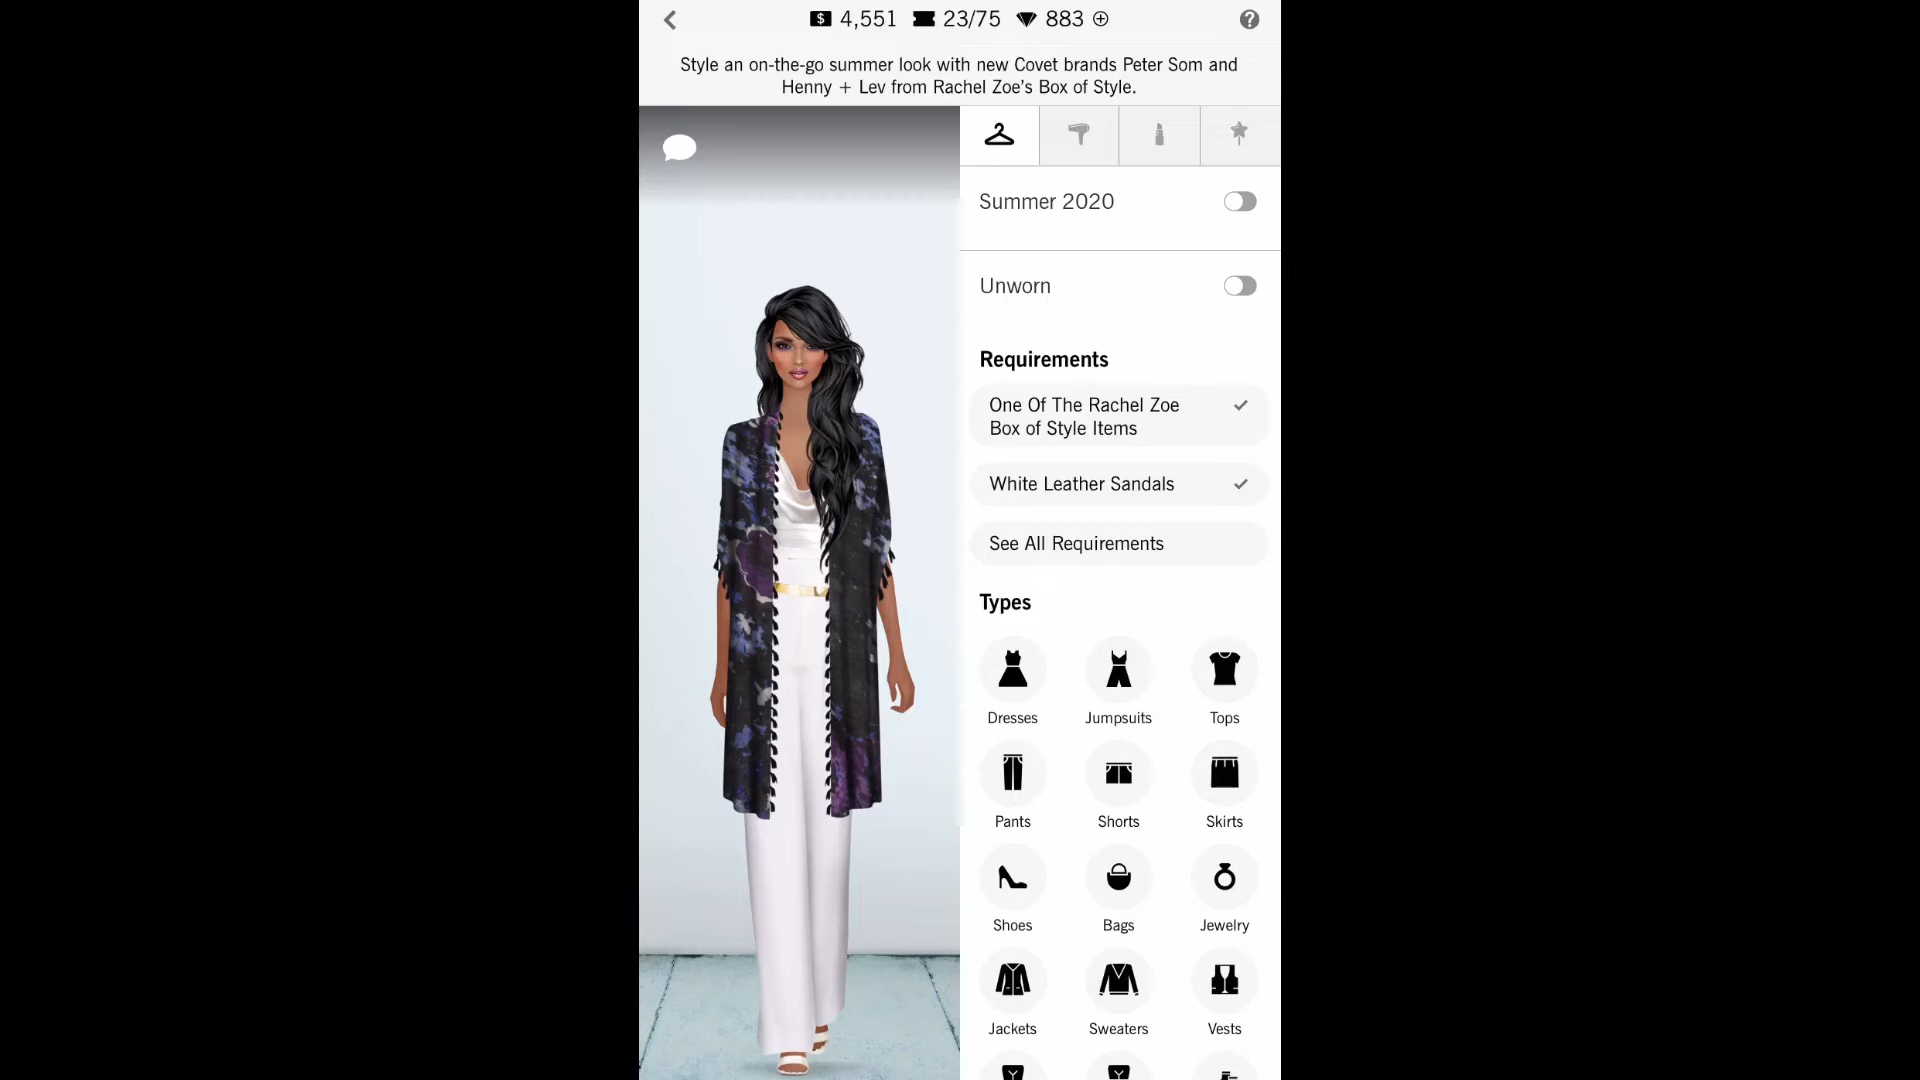 $ 4,551 23/75 883
Style an on-the-go summer look with new Covet brands Peter Som and
Henny + Lev from Rachel Zoe's Box of Style.
Summer 2020
Unworn
Requirements
One Of The Rachel Zoe
Box of Style Items
White Leather Sandals
See All Requirements
Types
Dresses Jumpsuits Tops
Pants Shorts Skirts
Shoes Bags Jewelry
Jackets Sweaters Vests